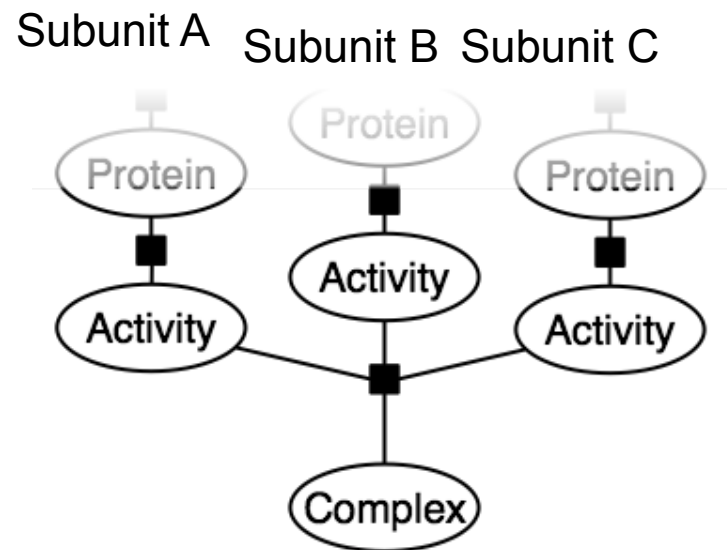 Subunit A Subunit B Subunit C
Protein Protein Protein
Activity Activity Activity
Complex